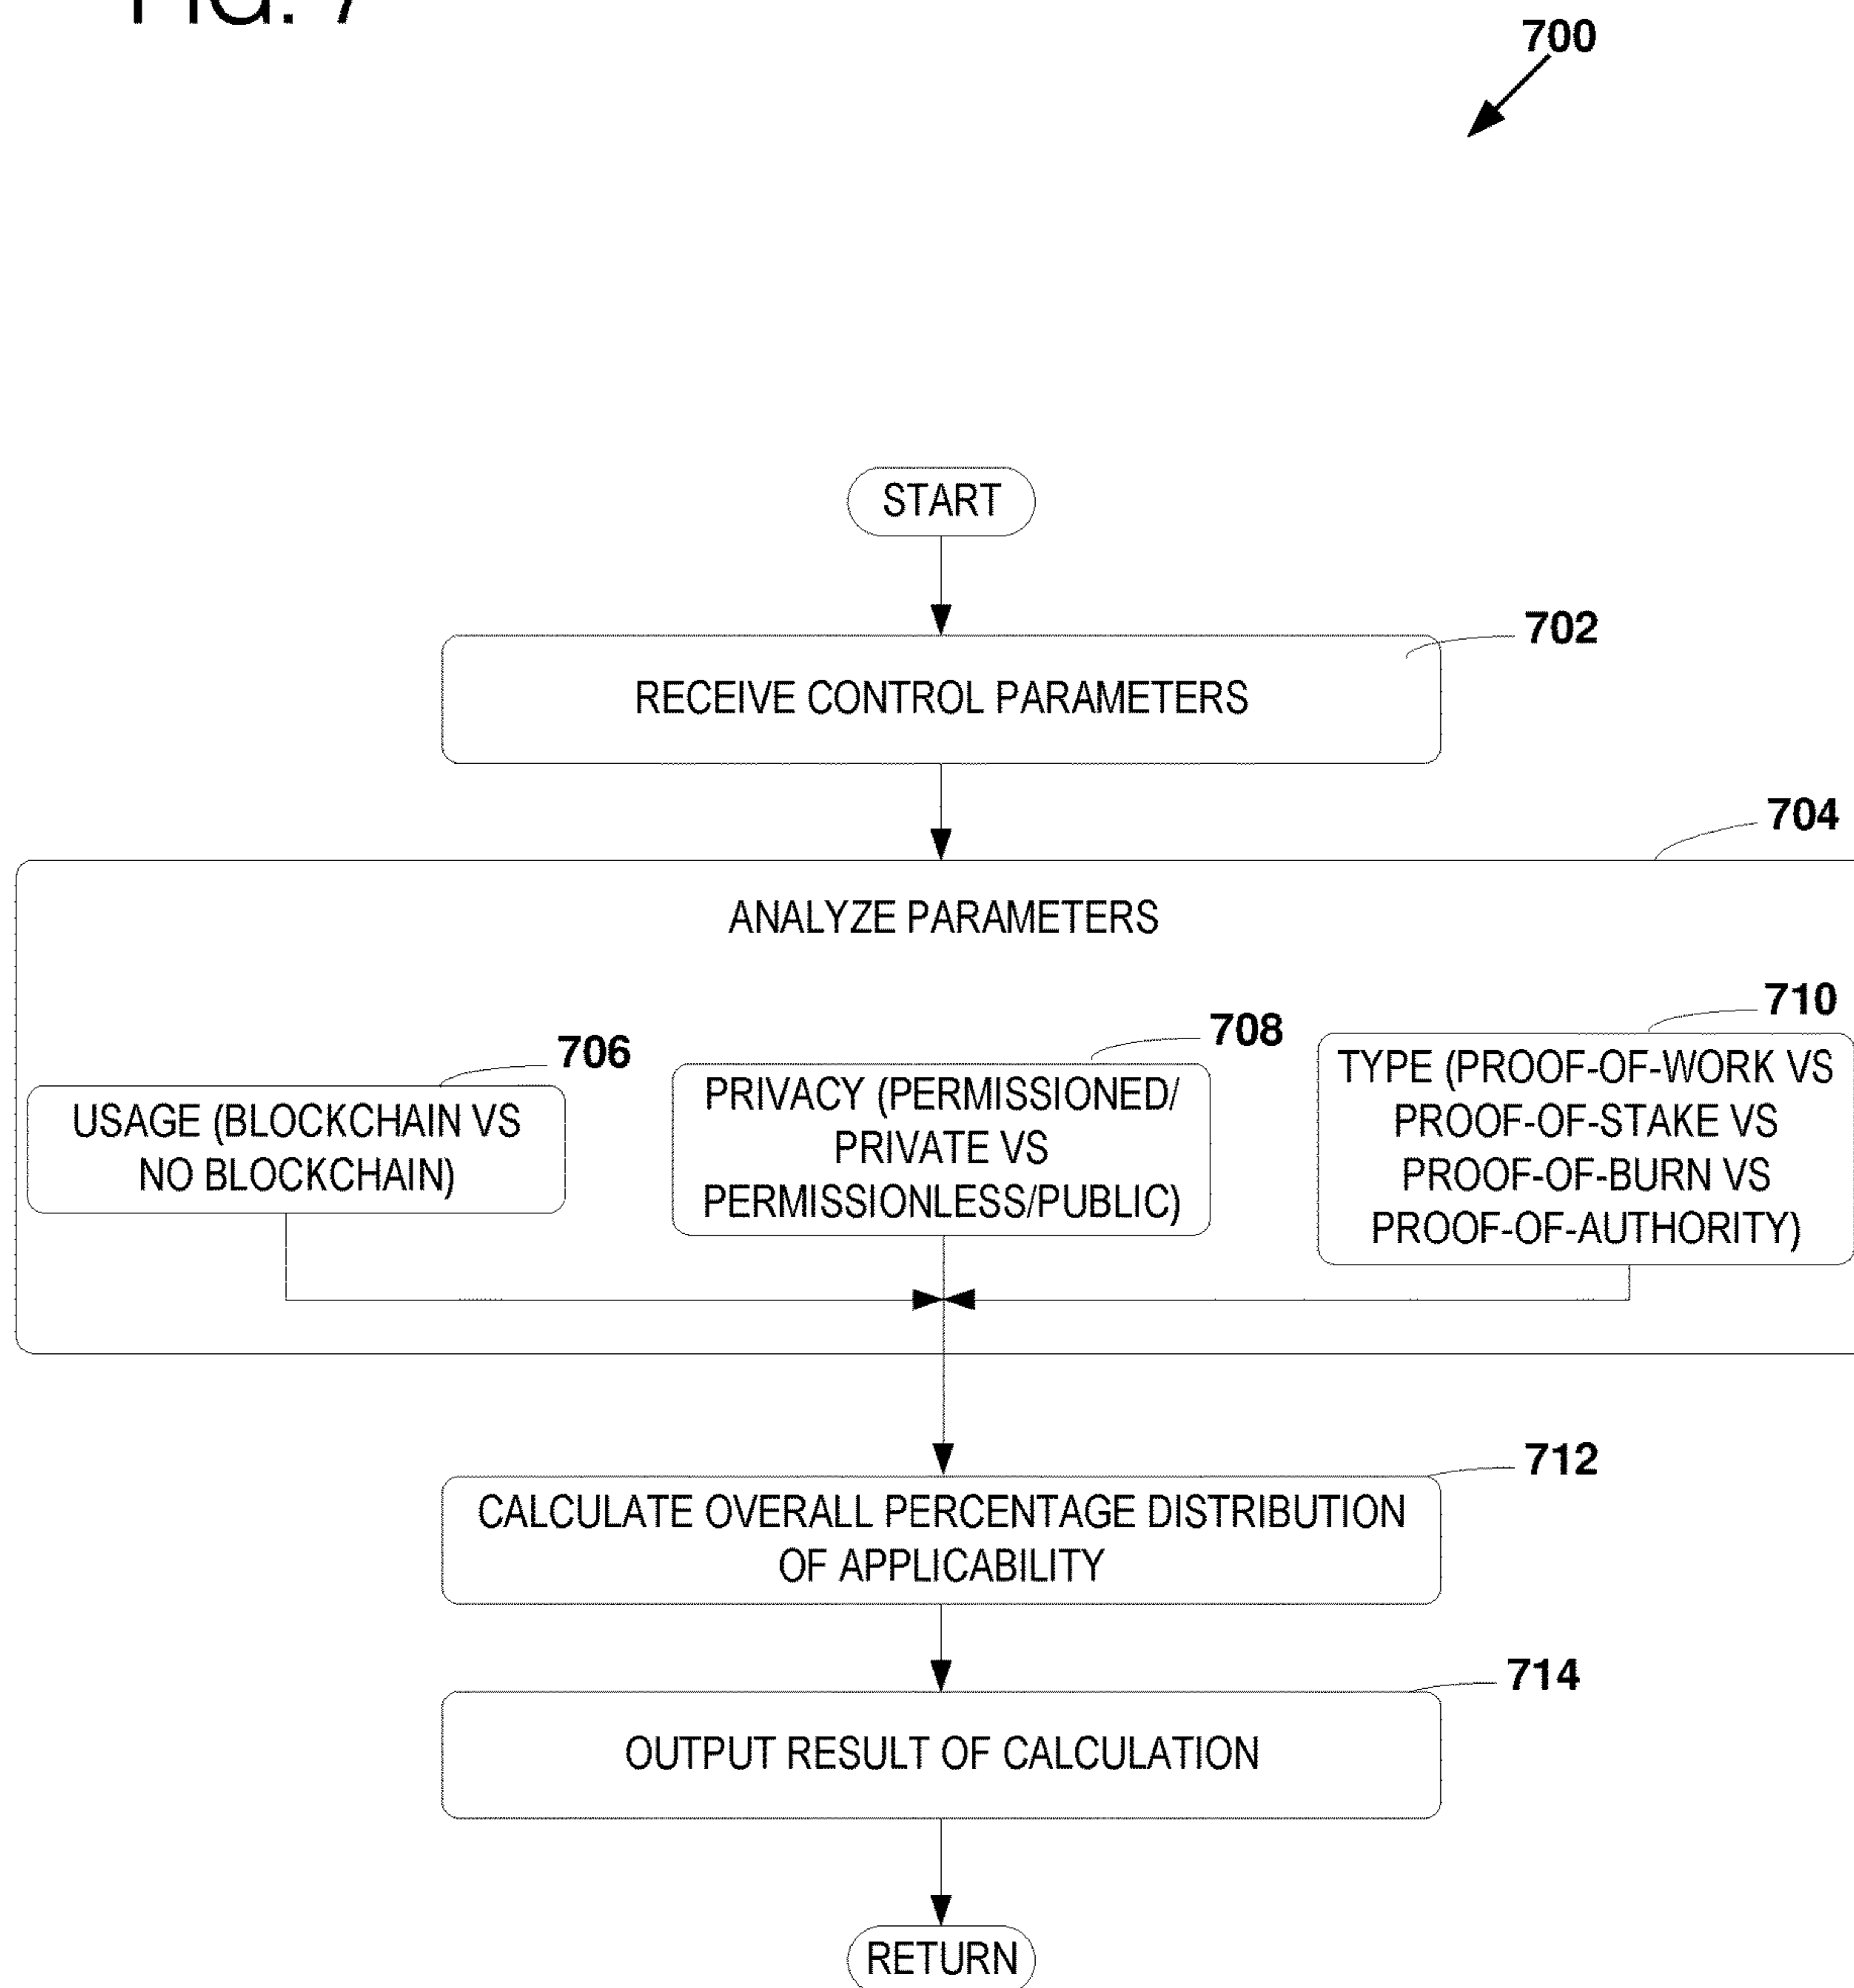 FIG. 7
700
START
702
RECEIVE CONTROL PARAMETERS
704
ANALYZE PARAMETERS
706
USAGE (BLOCKCHAIN VS
NO BLOCKCHAIN)
708
PRIVACY (PERMISSIONED/
PRIVATE VS
PERMISSIONLESS/PUBLIC)
710
TYPE (PROOF-OF-WORK VS
PROOF-OF-STAKE VS
PROOF-OF-BURN VS
PROOF-OF-AUTHORITY)
712
CALCULATE OVERALL PERCENTAGE DISTRIBUTION
OF APPLICABILITY
714
OUTPUT RESULT OF CALCULATION
RETURN